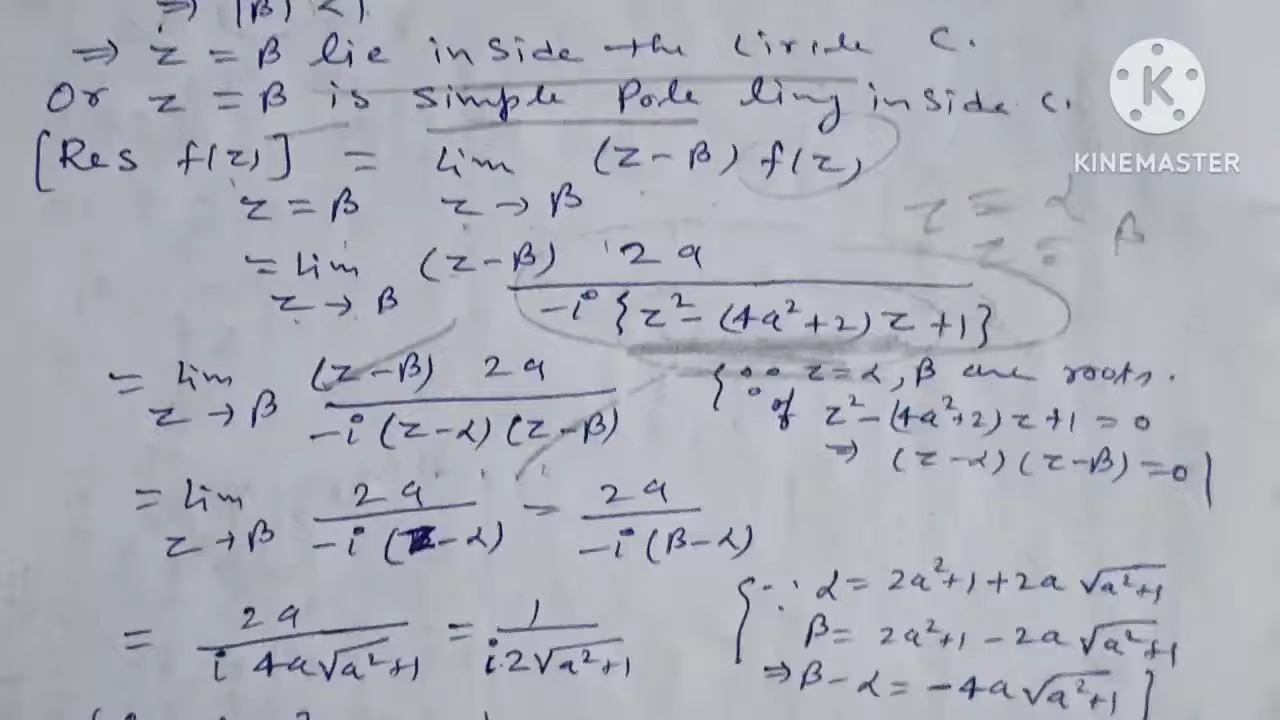 ⇒ |β| < 1
⇒ z = β lie inside the Circle C.
Or z = β is simple Pole ling inside C.
[Res f(z)] = lim (z-β) f(z)
z = β z → β
z = α
z = β
= lim (z-β) 2a
z → β -i {z² - (4a²+2) z +1}
= lim (z-β) 2a
z → β -i (z-α) (z-β)
{∵ z = α, β are roots.
of z² - (4a²+2) z + 1 = 0
⇒ (z-α) (z-β) = 0}
= lim 2a = 2a
z → β -i (z-α) -i (β-α)
= 2a = 1
i 4a√a²+1 i.2√a²+1
{∵ α = 2a²+1 + 2a √a²+1
β = 2a²+1 - 2a √a²+1
⇒ β - α = -4a √a²+1]
KINEMASTER